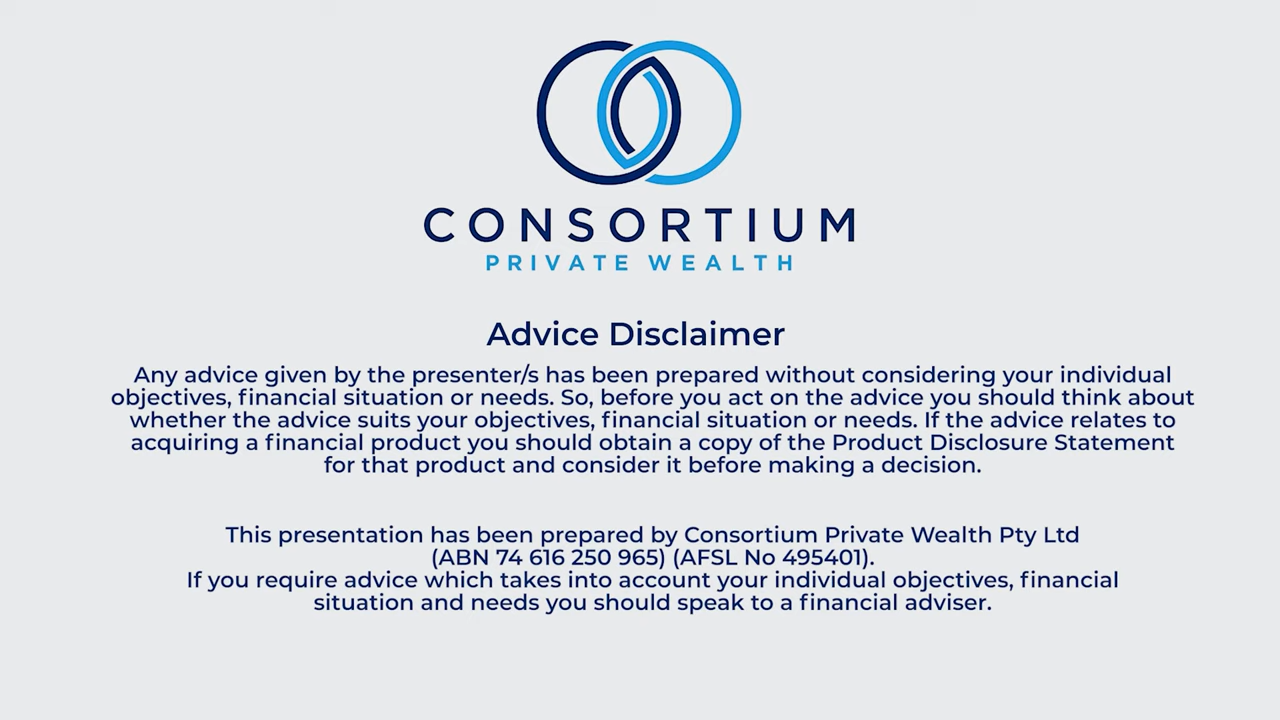 CONSORTIUM
PRIVATE WEALTH
Advice Disclaimer
Any advice given by the presenter/s has been prepared without considering your individual
objectives, financial situation or needs. So, before you act on the advice you should think about
whether the advice suits your objectives, financial situation or needs. If the advice relates to
acquiring a financial product you should obtain a copy of the Product Disclosure Statement
for that product and consider it before making a decision.
This presentation has been prepared by Consortium Private Wealth Pty Ltd
(ABN 74 616 250 965) (AFSL No 495401).
If you require advice which takes into account your individual objectives, financial
situation and needs you should speak to a financial adviser.